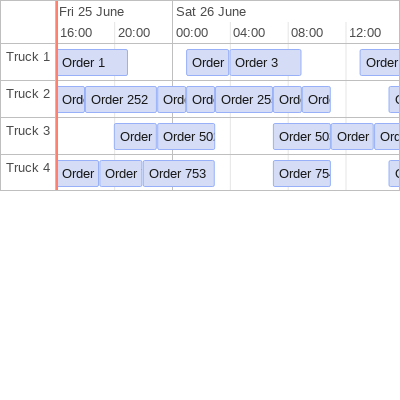 Fri 25 June Sat 26 June
16:00 20:00 00:00 04:00 08:00 12:00
Truck 1 Order 1 Order Order 3 Order
Truck 2 Ord Order 252 Ord Ord Order 25 Ord Ord
Truck 3 Order Order 50 Order 50 Order Ord
Truck 4 Order Order Order 753 Order 75